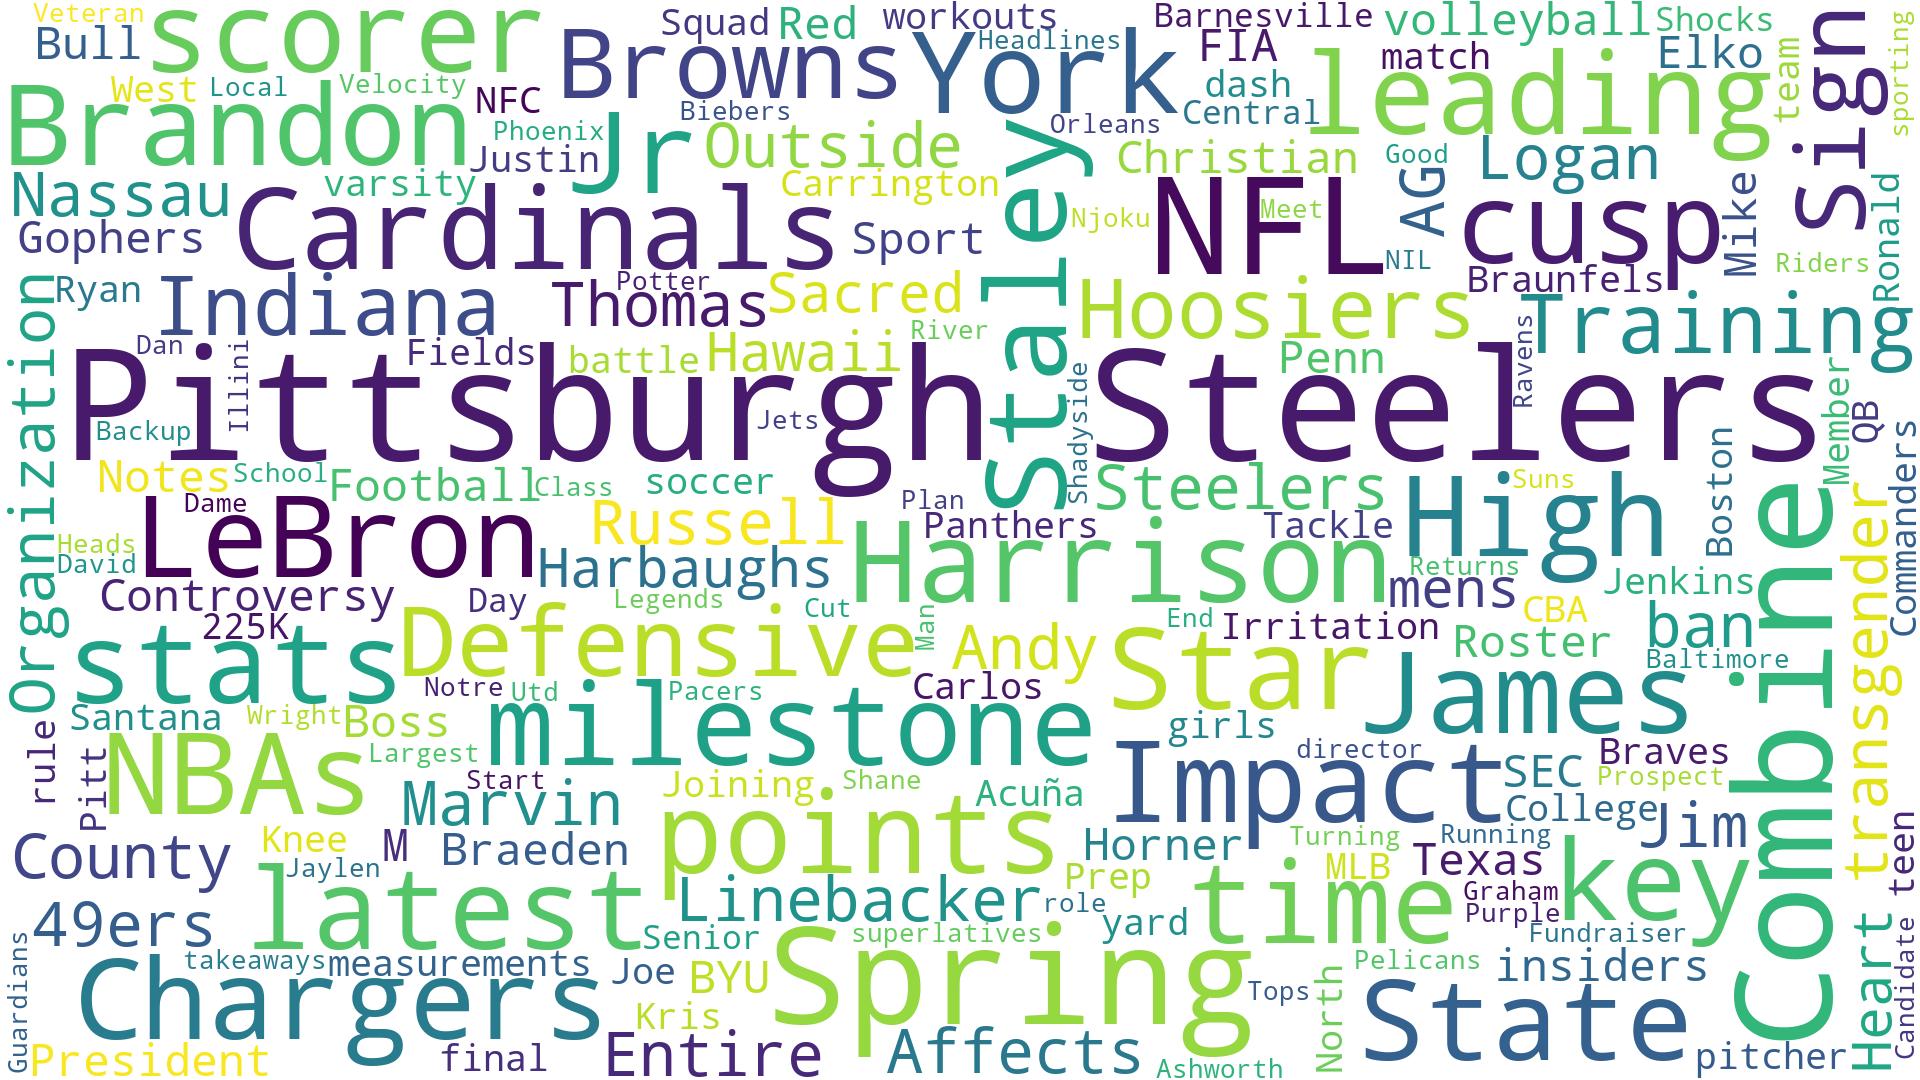 Veteran
scorer
Squad
Red
workouts
Barnesville
volleyball
Shocks
Sign
sporting
Bull
Browns
York
Headlines
FIA
match
leading
Elko
team
West
Local
Velocity
NFC
Biebers
dash
Central
Brandon
Phoenix
Jr
Outside
Orleans
Staley
Christian
Good
Logan
Justin
Nassau
varsity
Cardinals
Carrington
Njoku
NFL
Meet
AG
cusp
Mike
Ronald
Gophers
Sport
NIL
Riders
Organization
Ryan
Indiana
Potter
Thomas
Sacred
Hoosiers
Braunfels
Training
Dan
Illini
Fields
battle
Hawaii
River
Penn
Ravens
Pittsburgh Steelers
Backup
Jets
Shadyside
Member
QB
Commanders
Notes
School
Football
Class
soccer
Plan
Steelers
High
Suns
Boston
Combine
transgender
Dame
LeBron
Russell
Panthers
Harrison
Tackle
Heads
David
Harbaughs
Returns
mens
Jenkins
Controversy
Day
Legends
Cut
CBA
225K
stats
Defensive
Man
Andy
End
Irritation
Star
Roster
ban
Baltimore
James
Notre
Utd
Pacers
Carlos
milestone
Santana
Wright
Boss
girls
rule
Pitt
NBAs
Largest
Impact
director
SEC
Braves
Prospect
Start
Marvin
Joining
Shane
Acuña
College
Jim
points
County
Knee
M
Braeden
Horner
Turning
Running
key
teen
Jaylen
latest
Linebacker
role
Prep
time
MLB
Texas
Graham
Purple
49ers
Senior
superlatives
yard
Fundraiser
Heart
Candidate
Guardians
takeaways
measurements
Joe
BYU
Spring
Tops
North
Pelicans
insiders
Chargers
Kris
State
President
final
Entire
Affects
Ashworth
pitcher